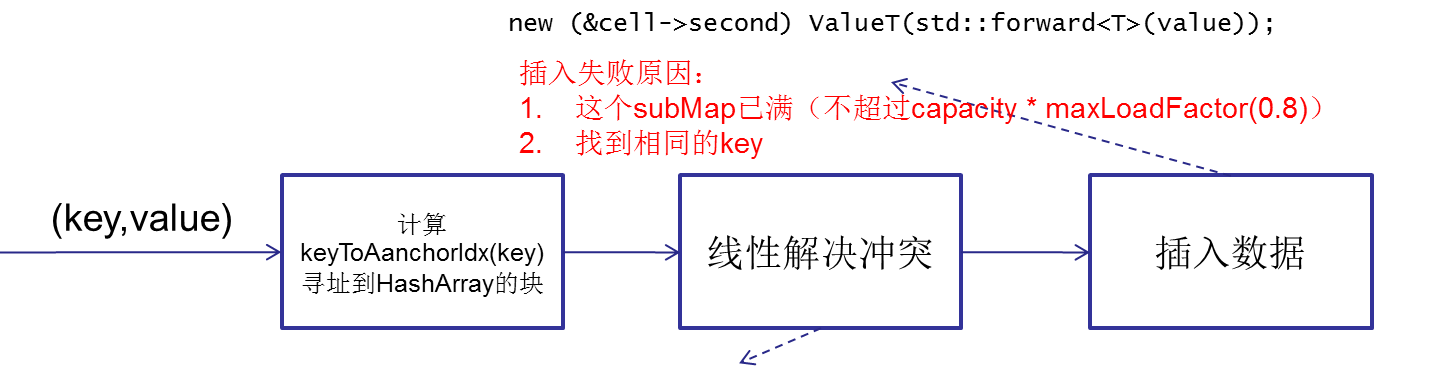 new (&cell->second) ValueT(std::forward<T>(value));
插入失败原因：
1. 这个subMap已满（不超过capacity * maxLoadFactor(0.8)）
2. 找到相同的key
(key,value)
计算
keyToAanchorIdx(key)
寻址到HashArray的块
线性解决冲突
插入数据